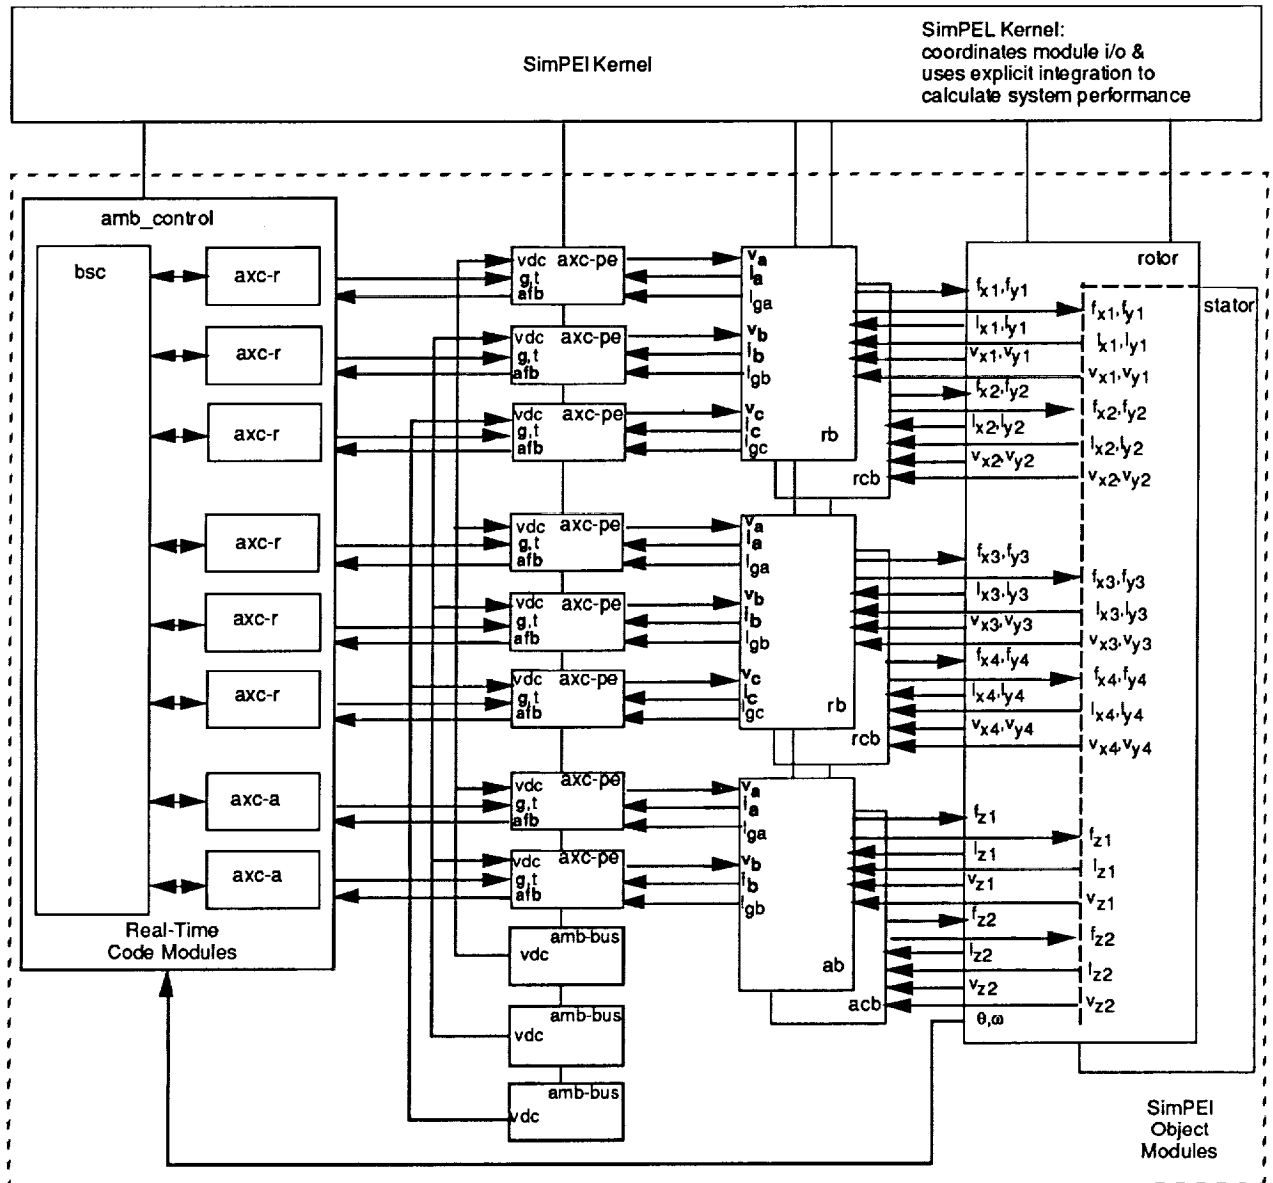 SimPEI Kernel
SimPEL Kernel:
coordinates module i/o &
uses explicit integration to
calculate system performance
amb_control
bsc
axc-r
axc-r
axc-r
axc-r
axc-r
axc-r
axc-a
axc-a
Real-Time
Code Modules
vdc axc-pe
g,t
afb
vdc axc-pe
g,t
afb
vdc axc-pe
g,t
afb
vdc axc-pe
g,t
afb
vdc axc-pe
g,t
afb
vdc axc-pe
g,t
afb
vdc axc-pe
g,t
afb
vdc axc-pe
g,t
afb
amb-bus
vdc
amb-bus
vdc
amb-bus
vdc
va
Ia
Iga
vb
Ib
Igb
vc
Ic
Igc
rb
rcb
va
Ia
Iga
vb
Ib
Igb
vc
Ic
Igc
rb
rcb
va
Ia
Iga
vb
Ib
Igb
ab
acb
rotor
fx1,fy1
Ix1,Iy1
vx1,vy1
fx2,fy2
Ix2,Iy2
vx2,vy2
fx3,fy3
Ix3,Iy3
vx3,vy3
fx4,fy4
Ix4,Iy4
vx4,vy4
fz1
Iz1
vz1
fz2
Iz2
vz2
θ,ω
stator
fx1,fy1
Ix1,Iy1
vx1,vy1
fx2,fy2
Ix2,Iy2
vx2,vy2
fx3,fy3
Ix3,Iy3
vx3,vy3
fx4,fy4
Ix4,Iy4
vx4,vy4
fz1
Iz1
vz1
fz2
Iz2
vz2
SimPEI
Object
Modules